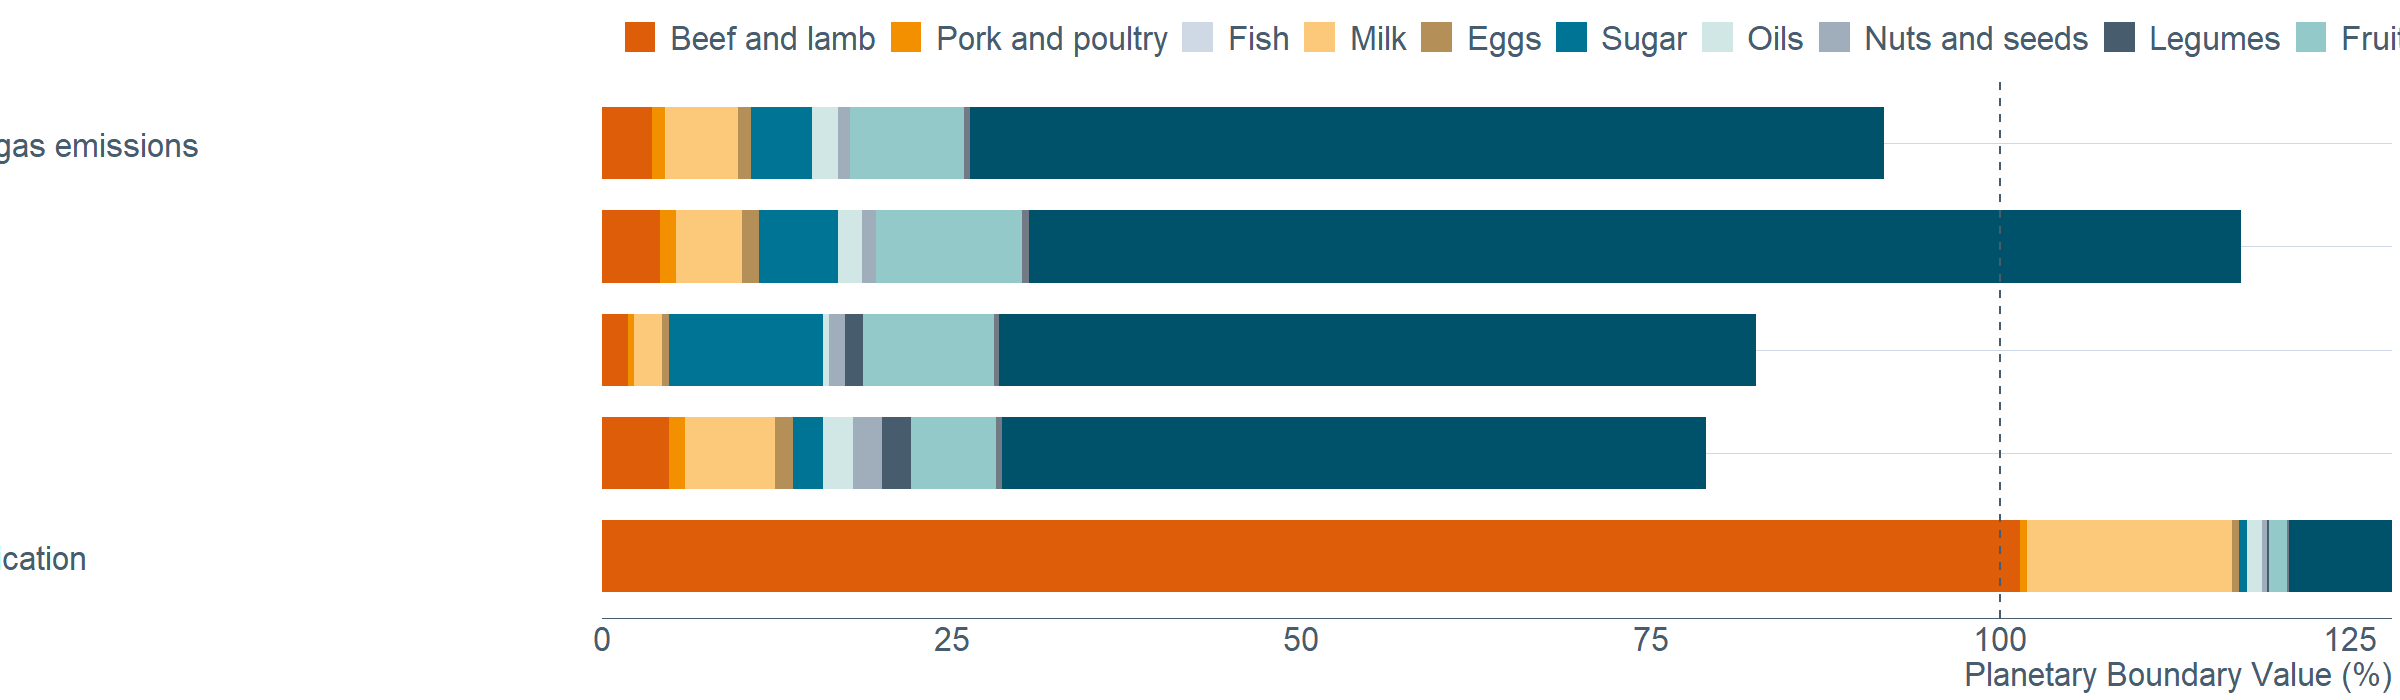 Beef and lamb Pork and poultry Fish Milk Eggs Sugar Oils Nuts and seeds Legumes Fruit
gas emissions
cation
0 25 50 75 100 125
Planetary Boundary Value (%)